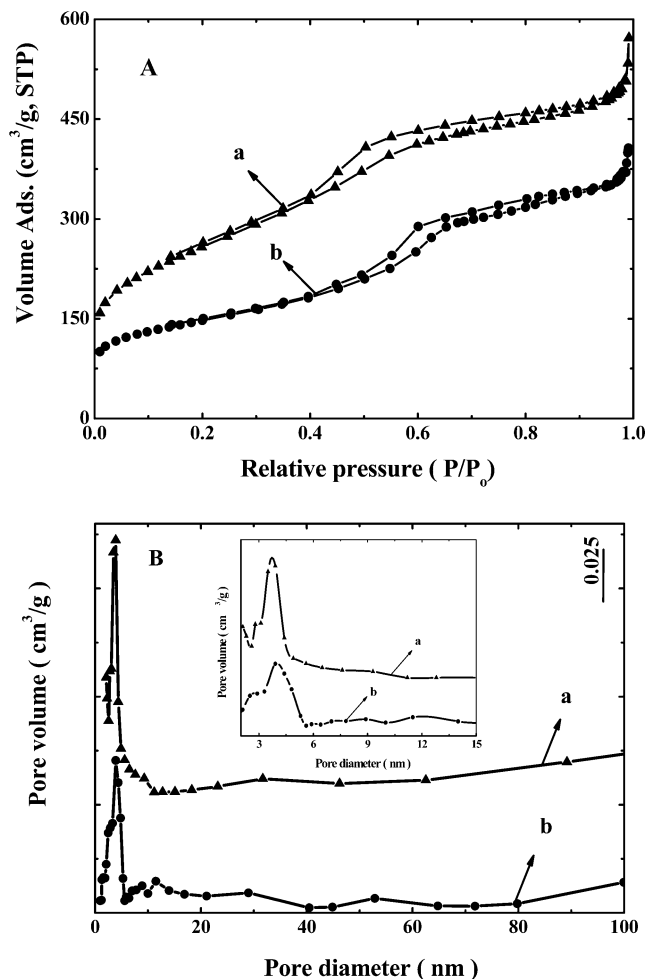 A
Volume Ads. (cm³/g, STP)
600
450
300
150
0
a
b
0.0 0.2 0.4 0.6 0.8 1.0
Relative pressure ( P/Pₒ)
B
Pore volume ( cm³/g )
0.025
a
b
Pore volume ( cm³/g )
a
b
3 6 9 12 15
Pore diameter ( nm )
0 20 40 60 80 100
Pore diameter ( nm )